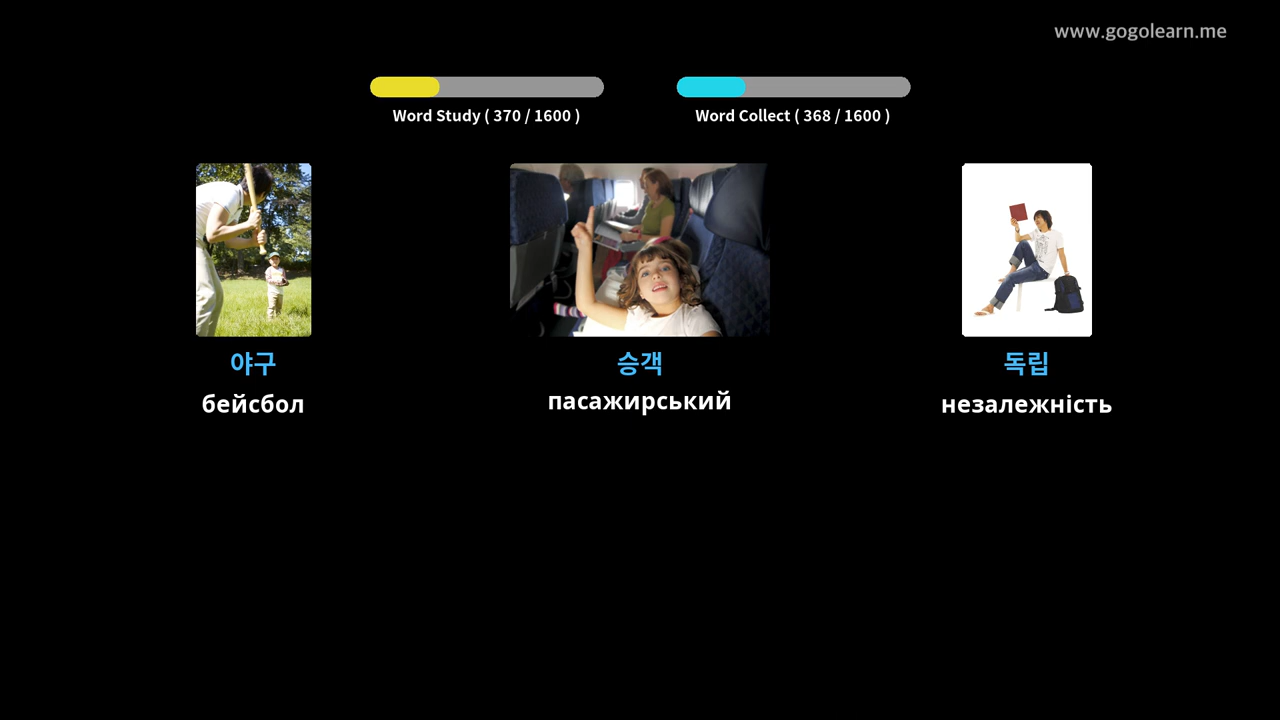 www.gogolearn.me
Word Study ( 370 / 1600 )
Word Collect ( 368 / 1600 )
야구
бейсбол
승객
пасажирський
독립
незалежність